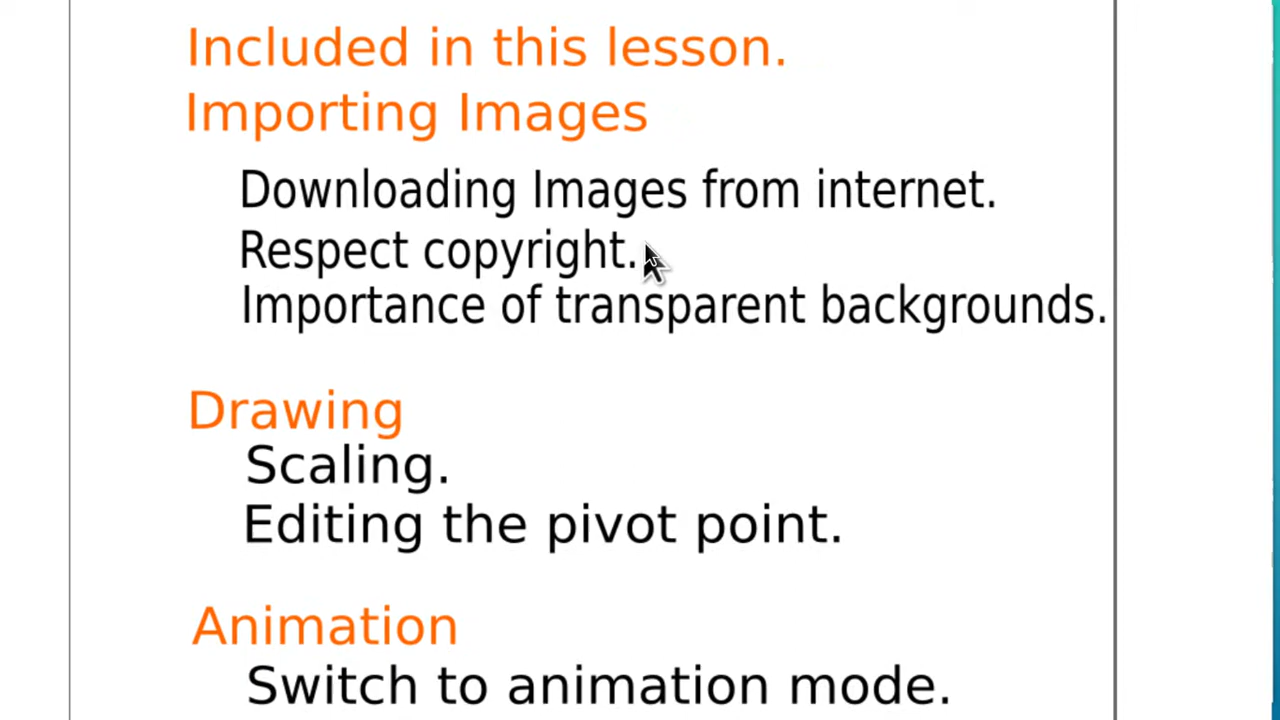 Included in this lesson.
Importing Images
Downloading Images from internet.
Respect copyright.
Importance of transparent backgrounds.
Drawing
Scaling.
Editing the pivot point.
Animation
Switch to animation mode.